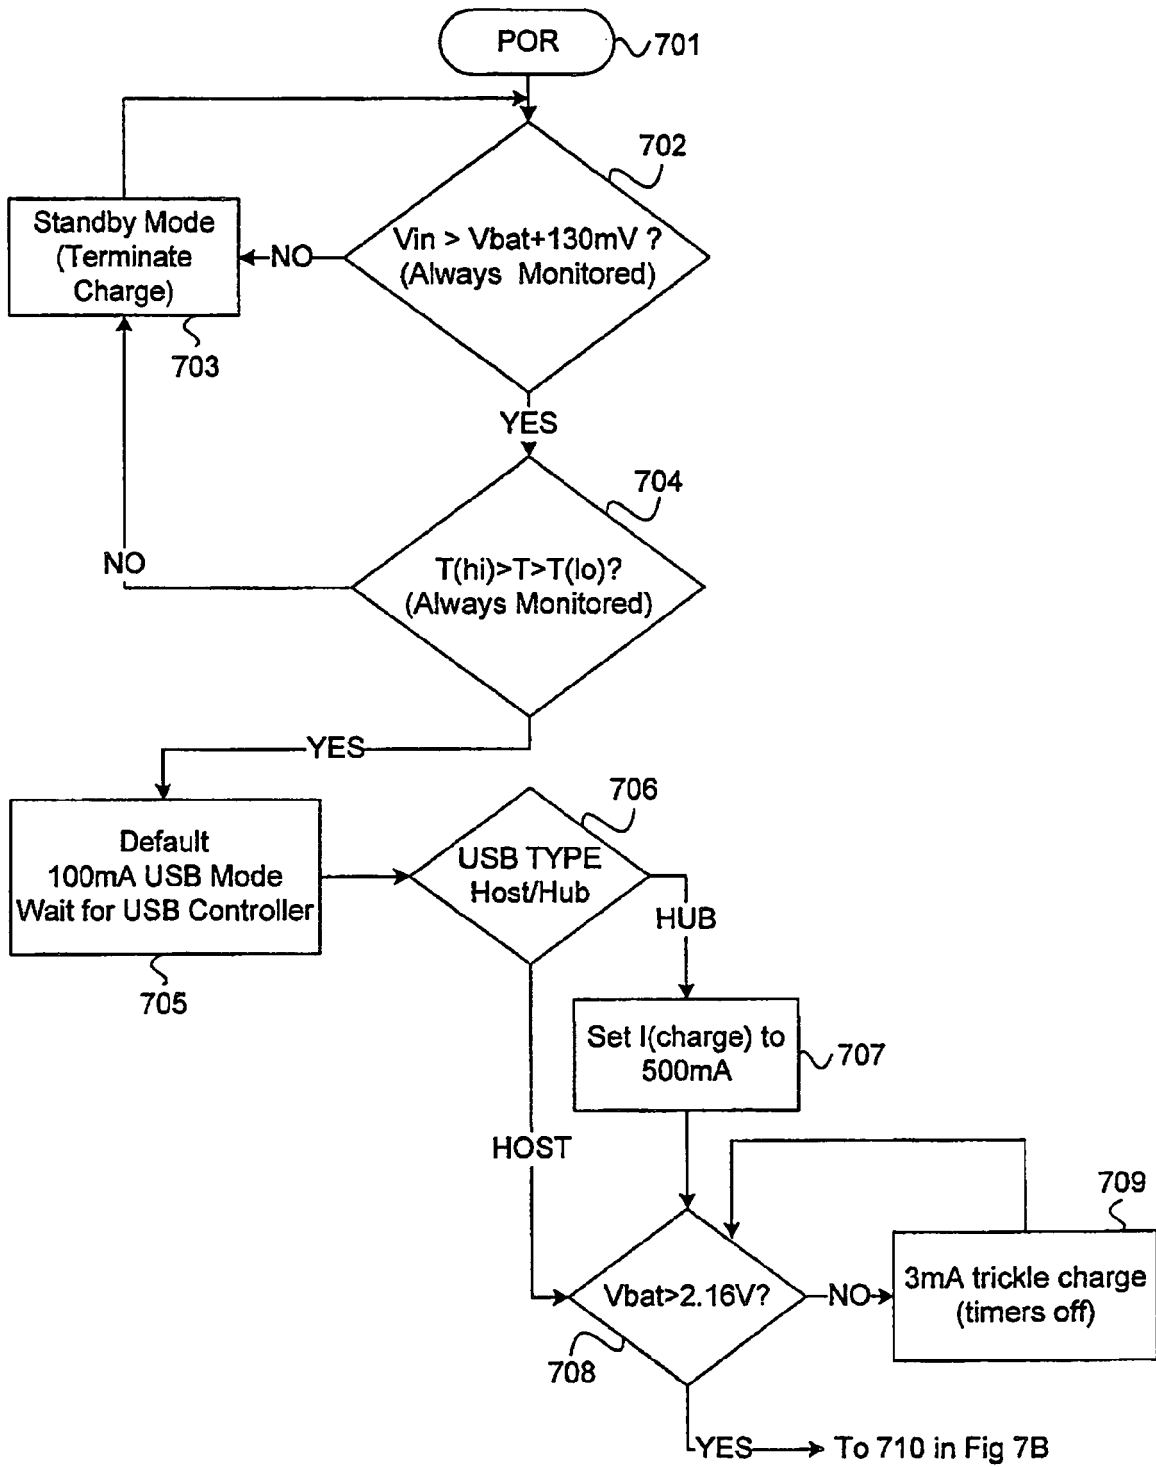 POR
701
702
Vin > Vbat+130mV ?
(Always Monitored)
NO
Standby Mode
(Terminate
Charge)
703
YES
704
T(hi)>T>T(lo)?
(Always Monitored)
NO
YES
Default
100mA USB Mode
Wait for USB Controller
705
706
USB TYPE
Host/Hub
HUB
Set I(charge) to
500mA
707
HOST
709
Vbat>2.16V?
NO
3mA trickle charge
(timers off)
708
YES
To 710 in Fig 7B